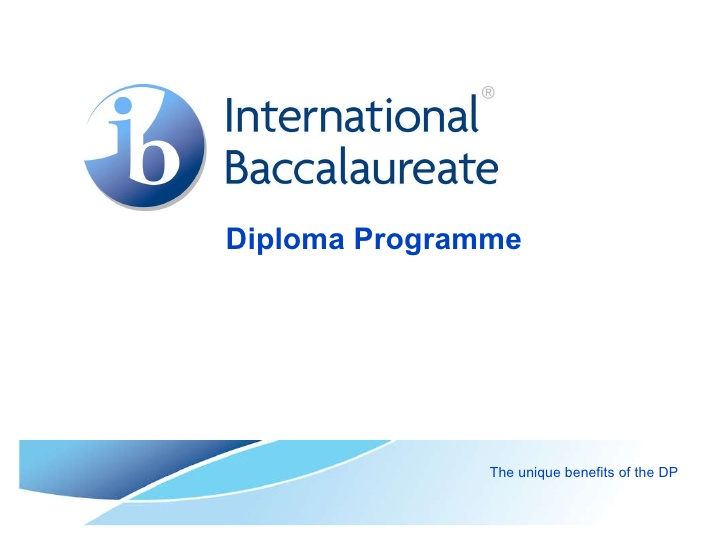 ib
International®
Baccalaureate
Diploma Programme
The unique benefits of the DP